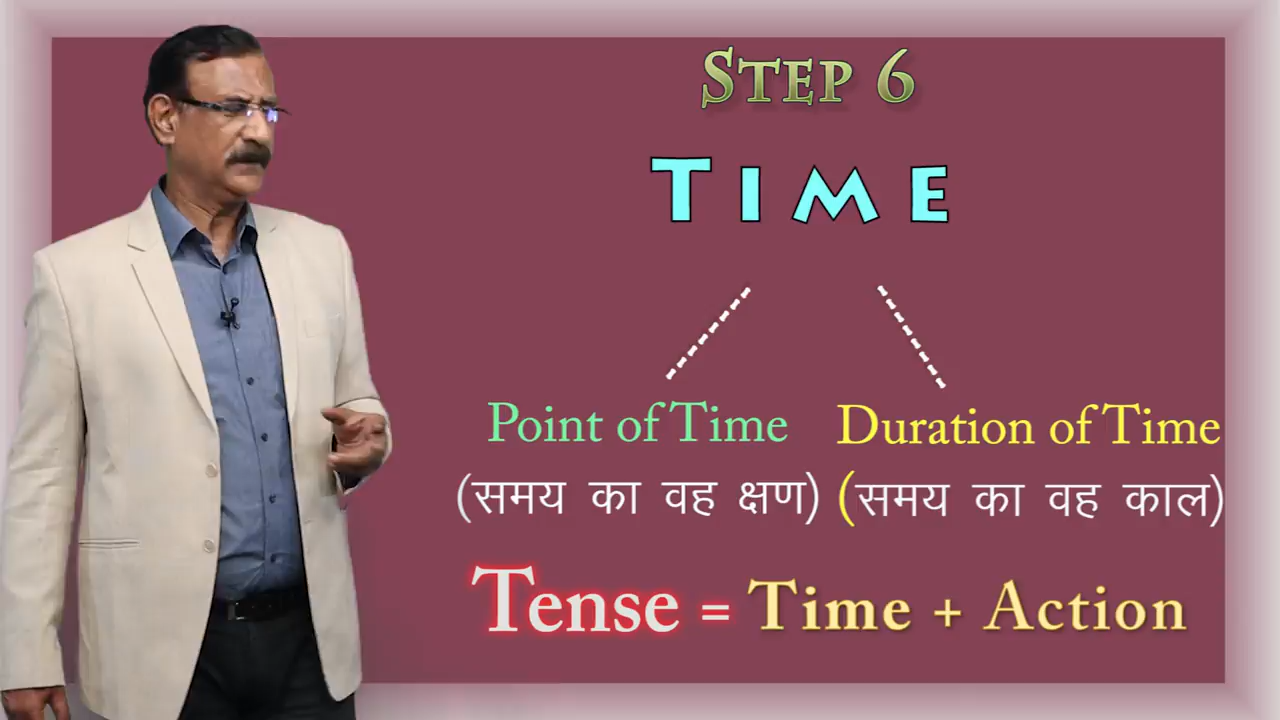 STEP 6
TIME
Point of Time Duration of Time
(समय का वह क्षण) (समय का वह काल)
Tense = Time + Action